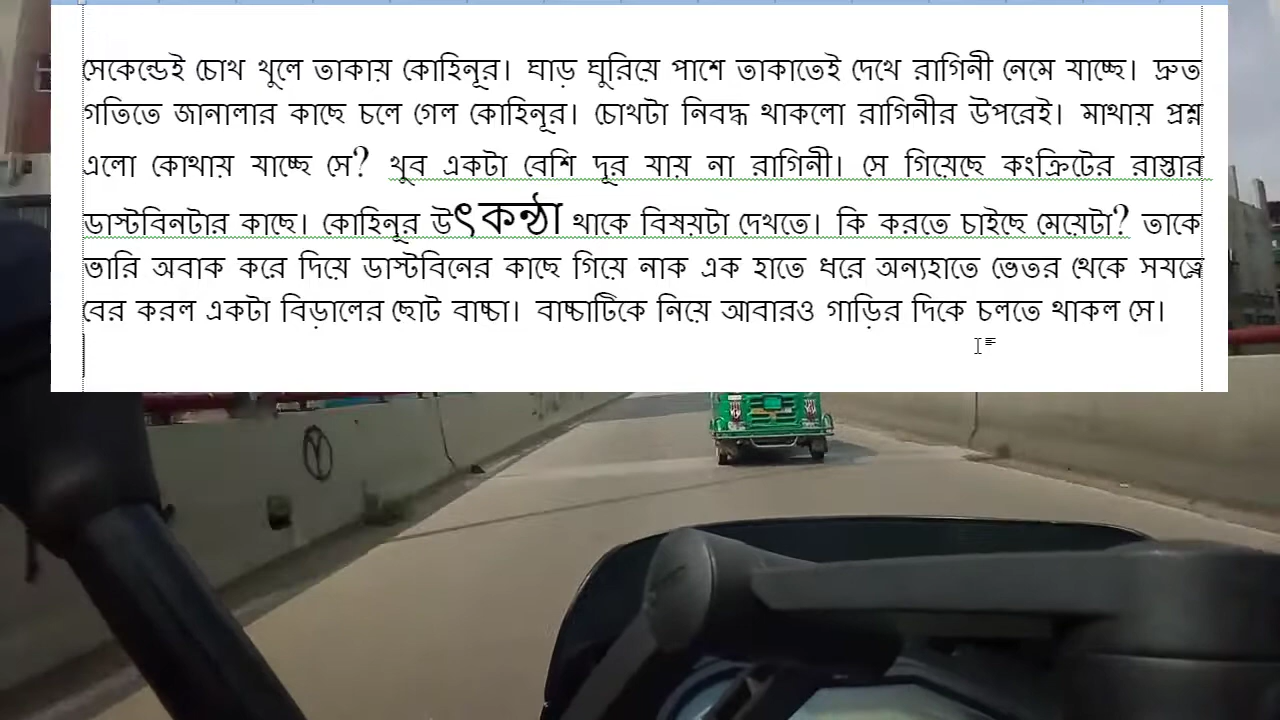 সেকেন্ডেই চোখ খুলে তাকায় কোহিনূর। ঘাড় ঘুরিয়ে পাশে তাকাতেই দেখে রাগিনী নেমে যাচ্ছে। দ্রুত
গতিতে জানালার কাছে চলে গেল কোহিনূর। চোখটা নিবদ্ধ থাকলো রাগিনীর উপরেই। মাথায় প্রশ্ন
এলো কোথায় যাচ্ছে সে? খুব একটা বেশি দূর যায় না রাগিনী। সে গিয়েছে কংক্রিটের রাস্তার
ডাস্টবিনটার কাছে। কোহিনূর উৎকন্ঠা থাকে বিষয়টা দেখতে। কি করতে চাইছে মেয়েটা? তাকে
ভারি অবাক করে দিয়ে ডাস্টবিনের কাছে গিয়ে নাক এক হাতে ধরে অন্যহাতে ভেতর থেকে সযত্নে
বের করল একটা বিড়ালের ছোট বাচ্চা। বাচ্চাটিকে নিয়ে আবারও গাড়ির দিকে চলতে থাকল সে।